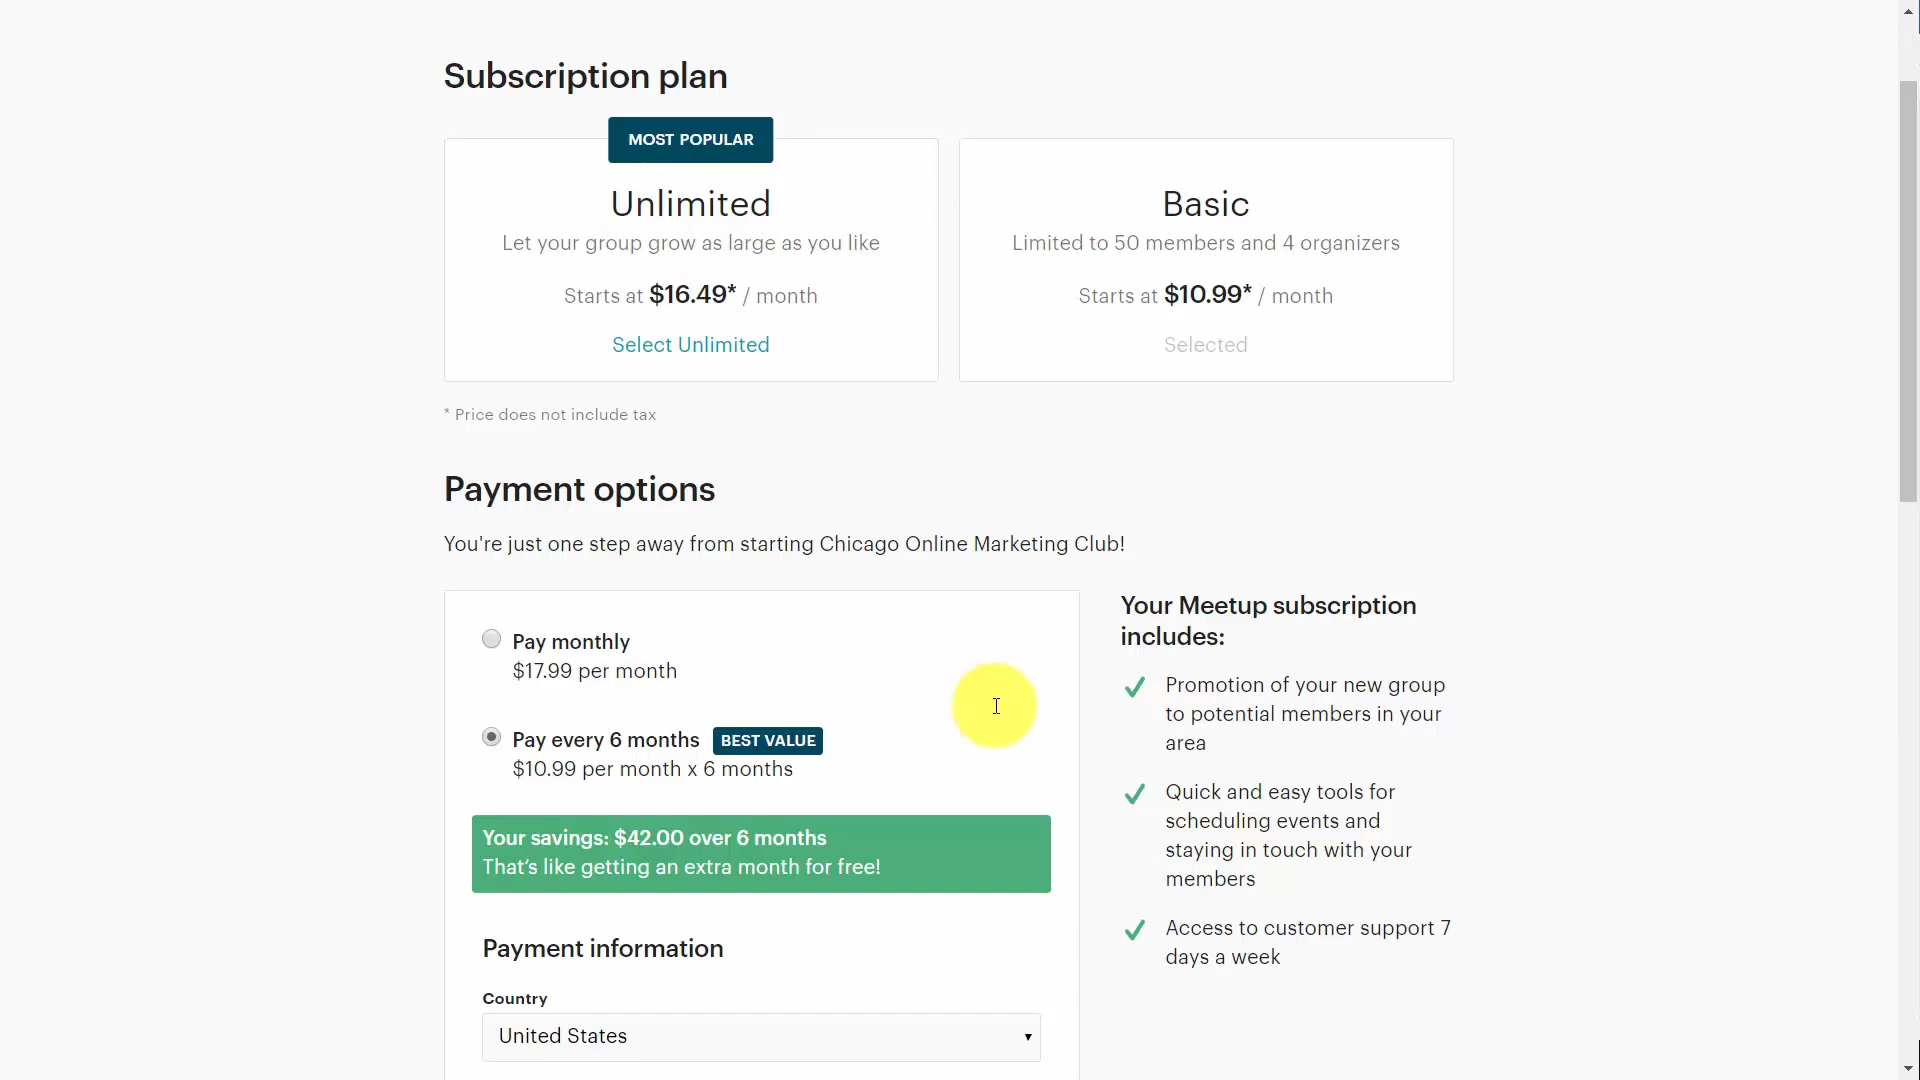 Subscription plan
MOST POPULAR
Unlimited
Let your group grow as large as you like
Starts at $16.49* / month
Select Unlimited
Basic
Limited to 50 members and 4 organizers
Starts at $10.99* / month
Selected
* Price does not include tax
Payment options
You're just one step away from starting Chicago Online Marketing Club!
Pay monthly
$17.99 per month
Pay every 6 months BEST VALUE
$10.99 per month x 6 months
Your savings: $42.00 over 6 months
That’s like getting an extra month for free!
Payment information
Country
United States
Your Meetup subscription
includes:
Promotion of your new group
to potential members in your
area
Quick and easy tools for
scheduling events and
staying in touch with your
members
Access to customer support 7
days a week